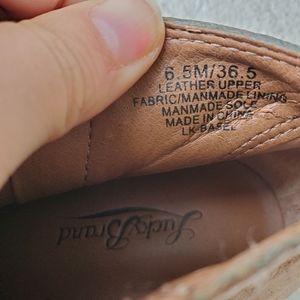 6.5M/36.5
LEATHER UPPER
FABRIC/MANMADE LINING
MANMADE SOLE
MADE IN CHINA
LK-BASEL
Lucky Brand